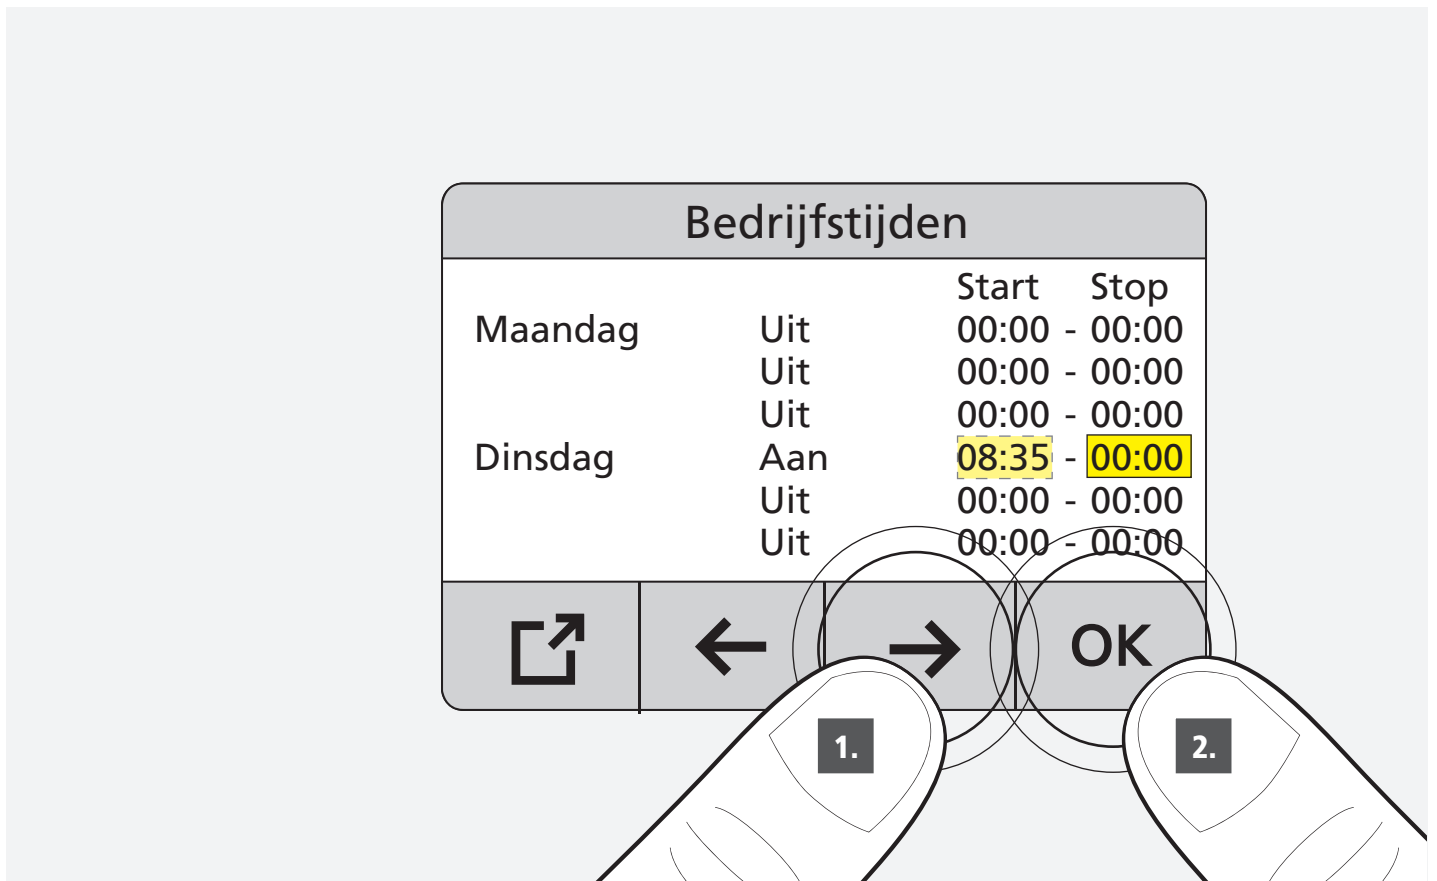 Bedrijfstijden
Start Stop
Maandag Uit 00:00 - 00:00
Uit 00:00 - 00:00
Uit 00:00 - 00:00
Dinsdag Aan 08:35 - 00:00
Uit 00:00 - 00:00
Uit 00:00 - 00:00
OK
1. 2.